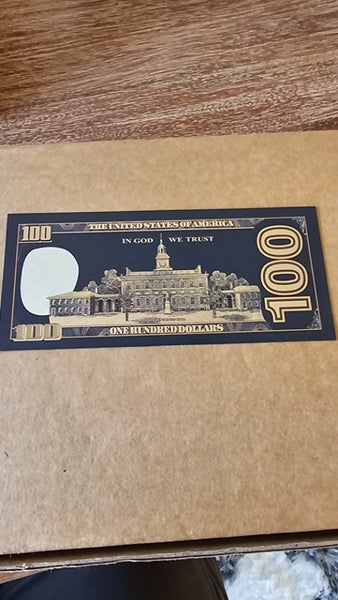 100
THE UNITED STATES OF AMERICA
IN GOD WE TRUST
100
100
ONE HUNDRED DOLLARS